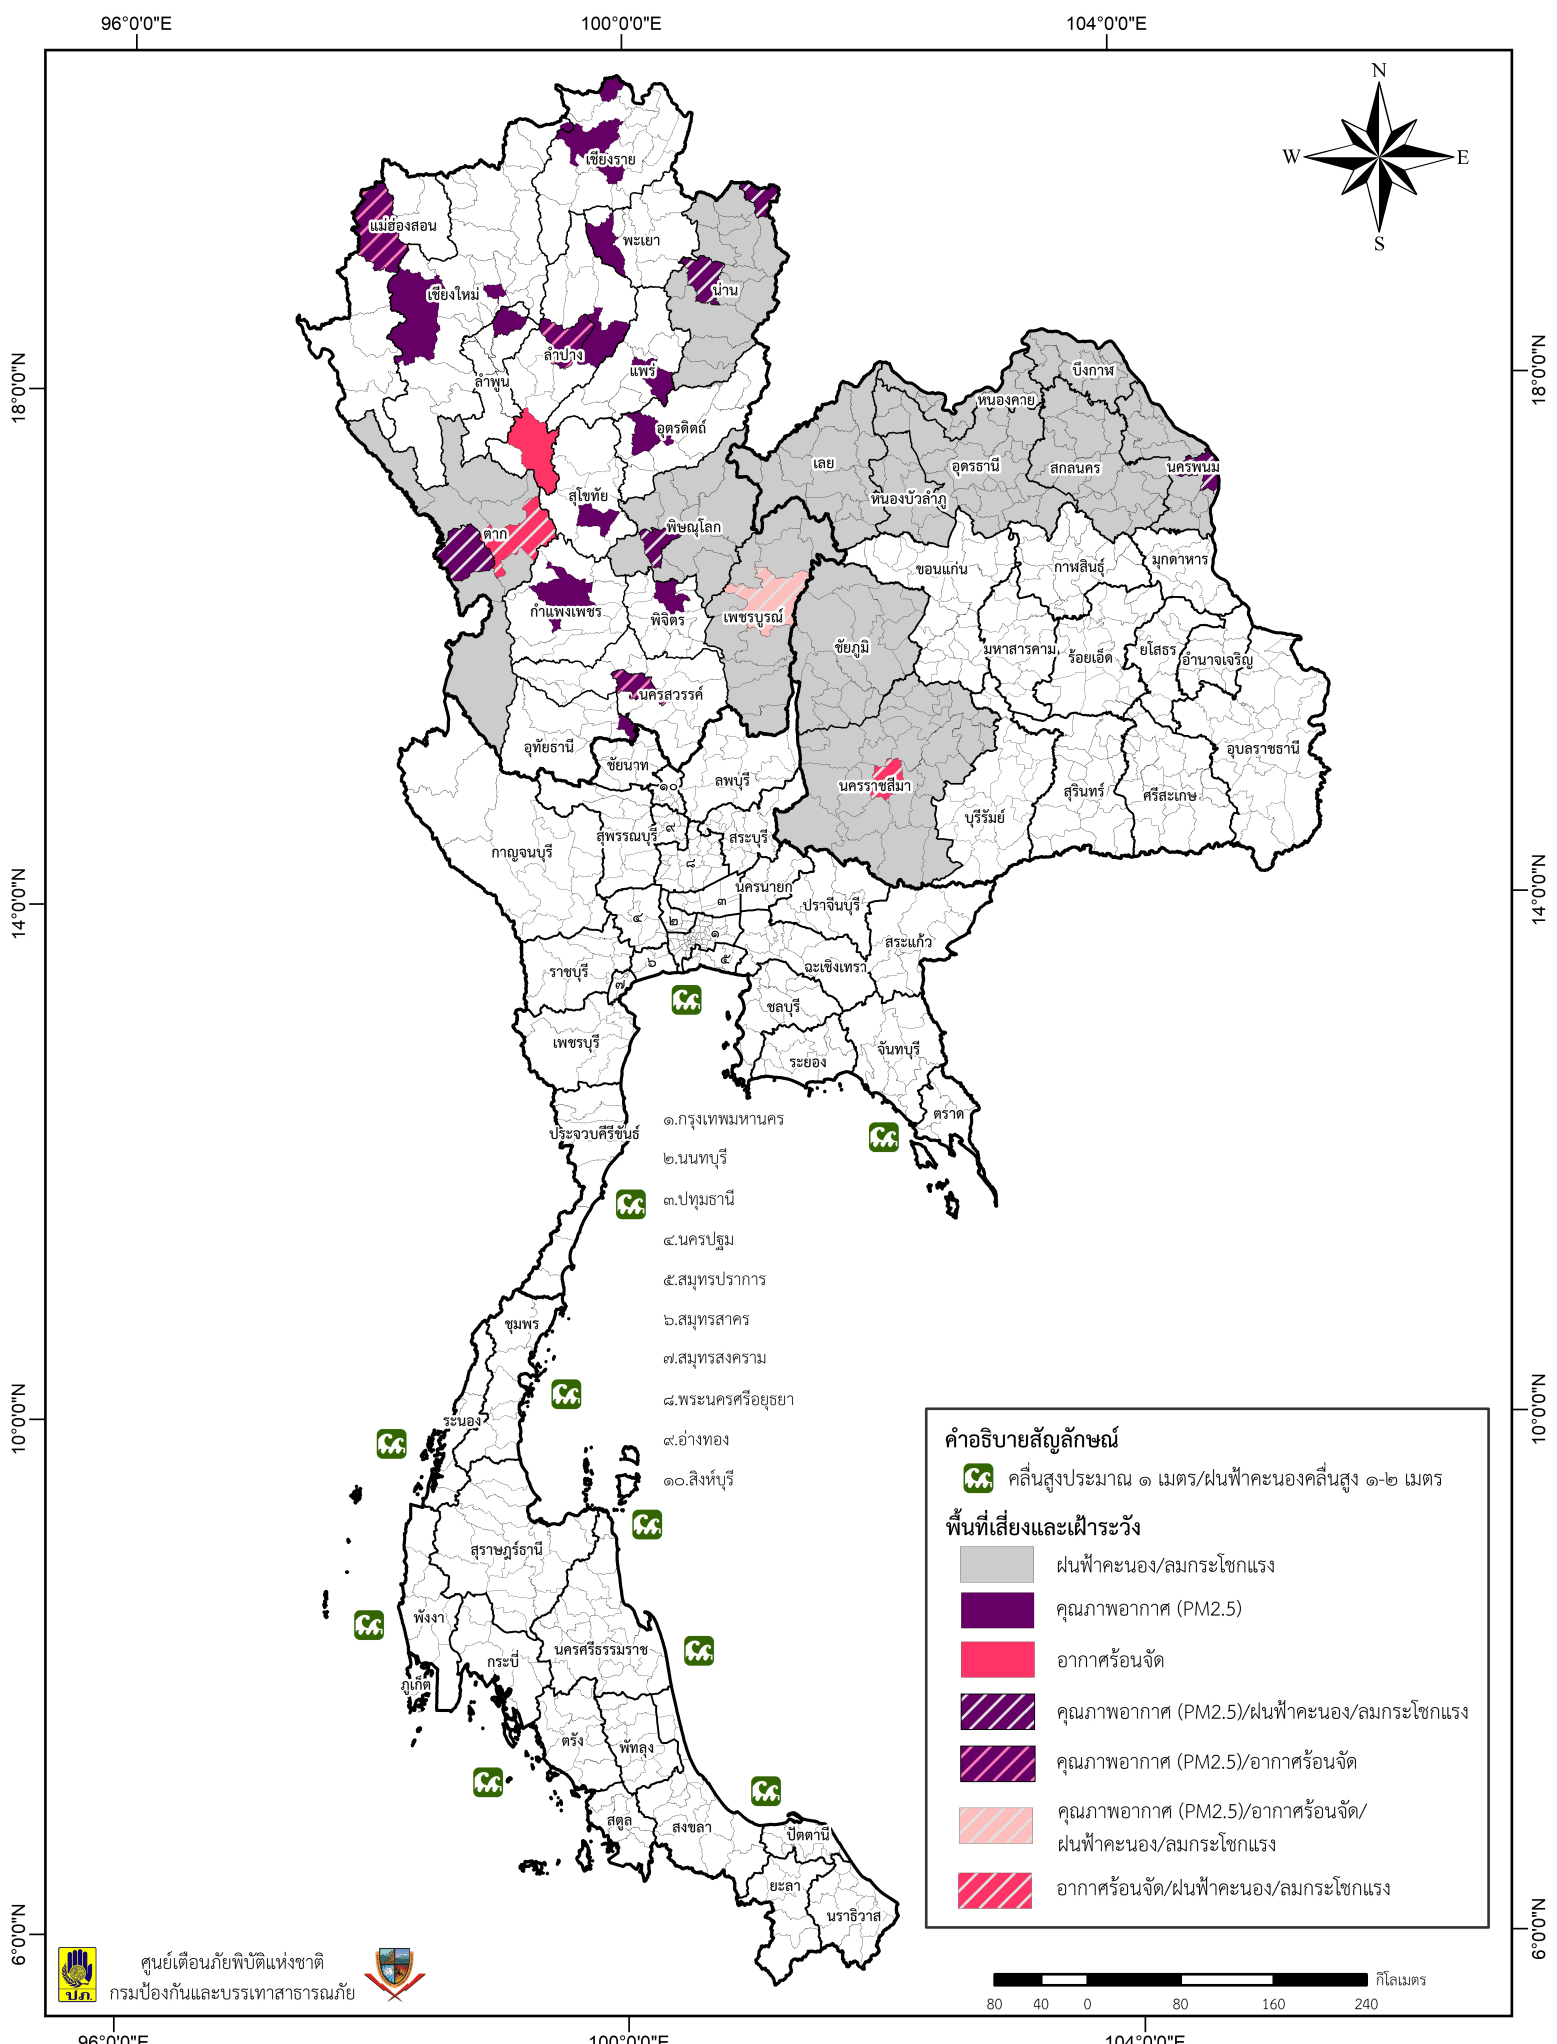 96°0'0"E
100°0'0"E
104°0'0"E
N
W
E
S
18°0'0"N
18°0'0"N
14°0'0"N
14°0'0"N
10°0'0"N
10°0'0"N
6°0'0"N
6°0'0"N
เชียงราย
แม่ฮ่องสอน
พะเยา
เชียงใหม่
น่าน
ลำปาง
แพร่
ลำพูน
อุตรดิตถ์
บึงกาฬ
หนองคาย
เลย
อุดรธานี
สกลนคร
นครพนม
หนองบัวลำภู
สุโขทัย
ตาก
พิษณุโลก
ขอนแก่น
กาฬสินธุ์
มุกดาหาร
กำแพงเพชร
พิจิตร
เพชรบูรณ์
ชัยภูมิ
มหาสารคาม
ร้อยเอ็ด
ยโสธร
อำนาจเจริญ
นครสวรรค์
อุทัยธานี
ชัยนาท
ลพบุรี
อุบลราชธานี
๑๐
นครราชสีมา
สุรินทร์
ศรีสะเกษ
บุรีรัมย์
สุพรรณบุรี
๙
สระบุรี
กาญจนบุรี
๘
นครนายก
๓
ปราจีนบุรี
๔
๒
๑
สระแก้ว
ราชบุรี
๖
๕
ฉะเชิงเทรา
๗
ชลบุรี
เพชรบุรี
ระยอง
จันทบุรี
ตราด
ประจวบคีรีขันธ์
๑.กรุงเทพมหานคร
๒.นนทบุรี
๓.ปทุมธานี
๔.นครปฐม
๕.สมุทรปราการ
๖.สมุทรสาคร
๗.สมุทรสงคราม
๘.พระนครศรีอยุธยา
๙.อ่างทอง
๑๐.สิงห์บุรี
ชุมพร
ระนอง
สุราษฎร์ธานี
พังงา
นครศรีธรรมราช
กระบี่
ภูเก็ต
ตรัง
พัทลุง
สตูล
สงขลา
ปัตตานี
ยะลา
นราธิวาส
คำอธิบายสัญลักษณ์
คลื่นสูงประมาณ ๑ เมตร/ฝนฟ้าคะนองคลื่นสูง ๑-๒ เมตร
พื้นที่เสี่ยงและเฝ้าระวัง
ฝนฟ้าคะนอง/ลมกระโชกแรง
คุณภาพอากาศ (PM2.5)
อากาศร้อนจัด
คุณภาพอากาศ (PM2.5)/ฝนฟ้าคะนอง/ลมกระโชกแรง
คุณภาพอากาศ (PM2.5)/อากาศร้อนจัด
คุณภาพอากาศ (PM2.5)/อากาศร้อนจัด/
ฝนฟ้าคะนอง/ลมกระโชกแรง
อากาศร้อนจัด/ฝนฟ้าคะนอง/ลมกระโชกแรง
ปภ.
ศูนย์เตือนภัยพิบัติแห่งชาติ
กรมป้องกันและบรรเทาสาธารณภัย
กิโลเมตร
80 40 0 80 160 240
96°0'0"E
100°0'0"E
104°0'0"E